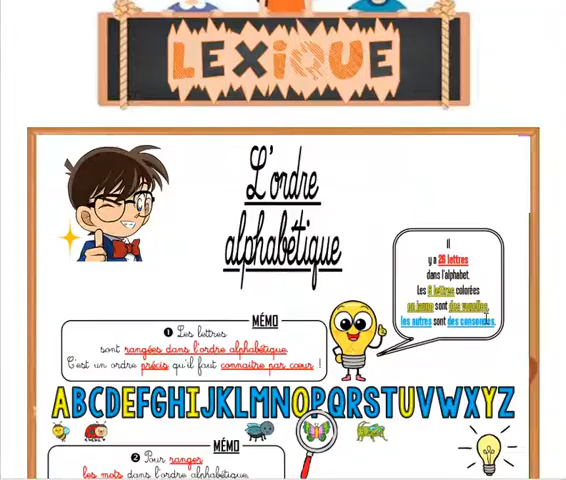 LEXIQUE
L'ordre
alphabétique
Il
y a 26 lettres
dans l'alphabet.
Les 6 lettres colorées
en jaune sont des voyelles,
les autres sont des consonnes.
MÉMO
❶ Les lettres
sont rangées dans l'ordre alphabétique.
C'est un ordre précis qu'il faut connaître par cœur !
ABCDEFGHIJKLMNOPQRSTUVWXYZ
MÉMO
❷ Pour ranger
les mots dans l'ordre alphabétique,